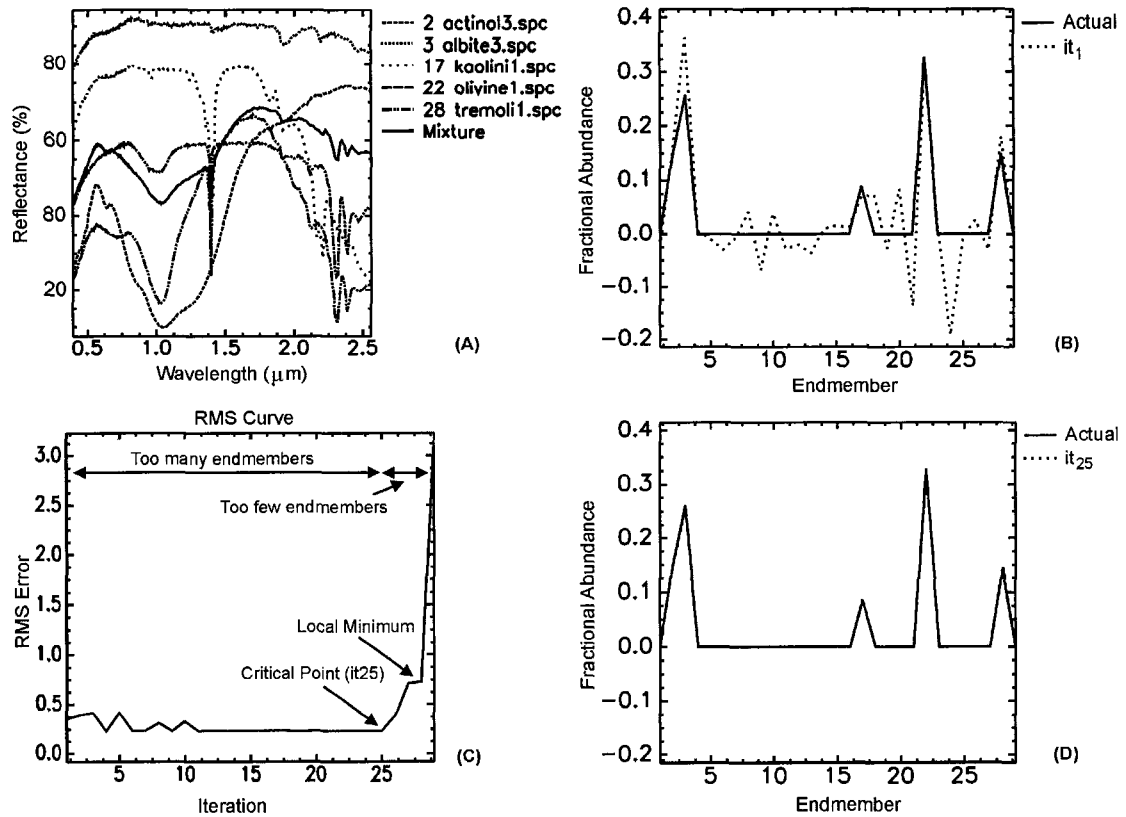 2 actinol3.spc
3 albite3.spc
17 kaolini1.spc
22 olivine1.spc
28 tremoli1.spc
Mixture
Reflectance (%)
80
60
80
20
0.5 1.0 1.5 2.0 2.5
Wavelength (μm)
(A)
Actual
it1
Fractional Abundance
0.4
0.3
0.2
0.1
0.0
−0.1
−0.2
5 10 15 20 25
Endmember
(B)
RMS Curve
Too many endmembers
Too few endmembers
Local Minimum
Critical Point (it25)
RMS Error
3.0
2.5
2.0
1.5
1.0
0.5
0.0
5 10 15 20 25
Iteration
(C)
Actual
it25
Fractional Abundance
0.4
0.3
0.2
0.1
0.0
−0.1
−0.2
5 10 15 20 25
Endmember
(D)